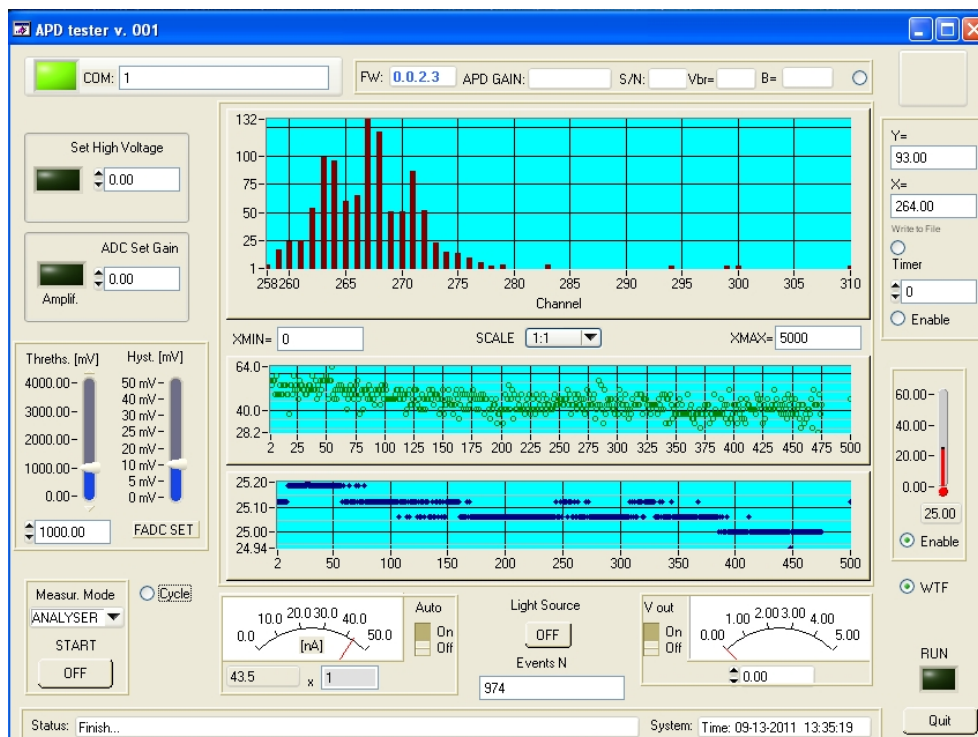 APD tester v. 001
COM: 1
FW: 0.0.2.3 APD GAIN: S/N: Vbr= B=
Set High Voltage
0.00
ADC Set Gain
0.00
Amplif.
132
100
75
50
25
1
258 260 265 270 275 280 285 290 295 300 305 310
Channel
Y=
93.00
X=
264.00
Write to File
Timer
0
Enable
XMIN= 0 SCALE 1:1 XMAX= 5000
Threths. [mV] Hyst. [mV]
4000.00 50 mV
3000.00 40 mV
30 mV
2000.00 20 mV
1000.00 10 mV
5 mV
0.00 0 mV
1000.00 FADC SET
64.0
40.0
28.2
2 25 50 75 100 125 150 175 200 225 250 275 300 325 350 375 400 425 450 475 500
25.20
25.10
25.00
24.94
2 50 100 150 200 250 300 350 400 450 500
60.00
40.00
20.00
0.00
25.00
Enable
WTF
Measur. Mode
ANALYSER
START
OFF
Cycle
0.0 10.0 20.0 30.0 40.0 50.0
[nA]
43.5 x 1
Auto
On
Off
Light Source
OFF
Events N
974
V out
On
Off
0.00 1.00 2.00 3.00 4.00 5.00
0.00
RUN
Quit
Status: Finish... System: Time: 09-13-2011 13:35:19